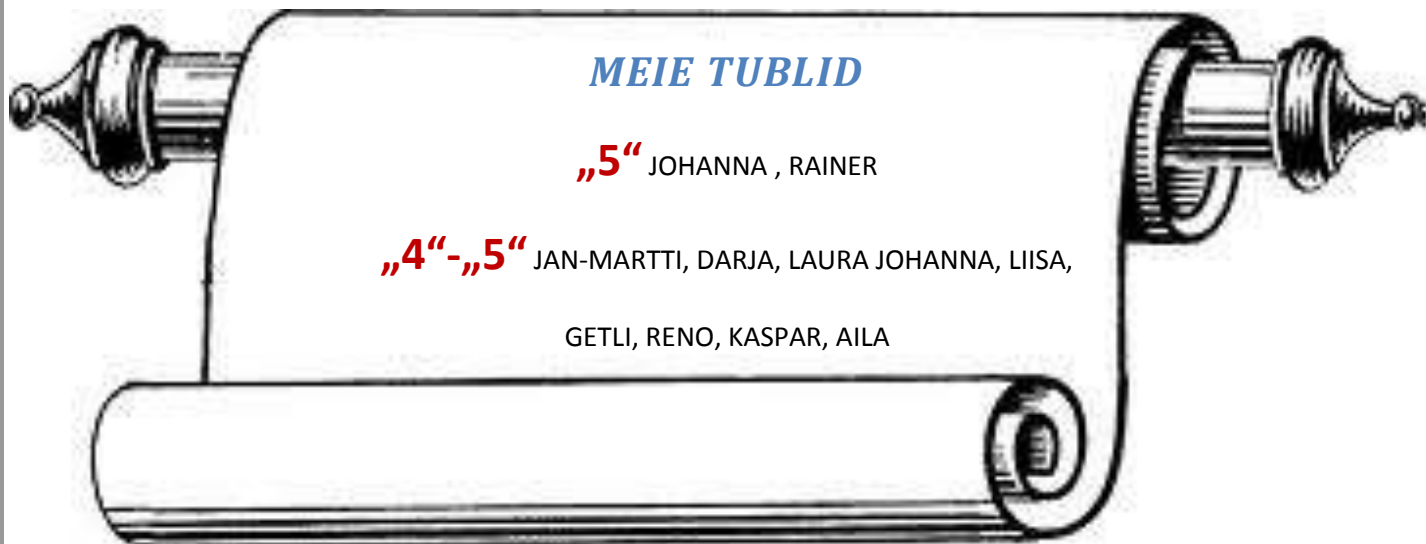 MEIE TUBLID
„5“ JOHANNA , RAINER
„4“-„5“ JAN-MARTTI, DARJA, LAURA JOHANNA, LIISA,
GETLI, RENO, KASPAR, AILA